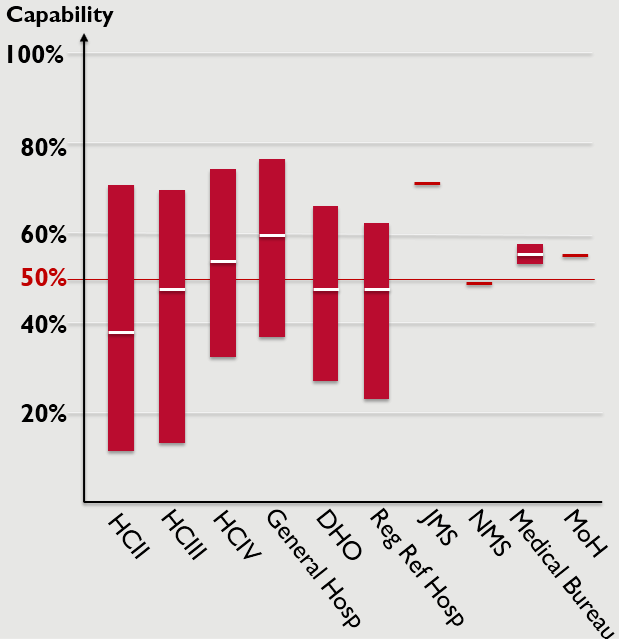 Capability
100%
80%
60%
50%
40%
20%
HCII
HCIII
HCIV
General Hosp
DHO
Reg Ref Hosp
JMS
NMS
Medical Bureau
MoH